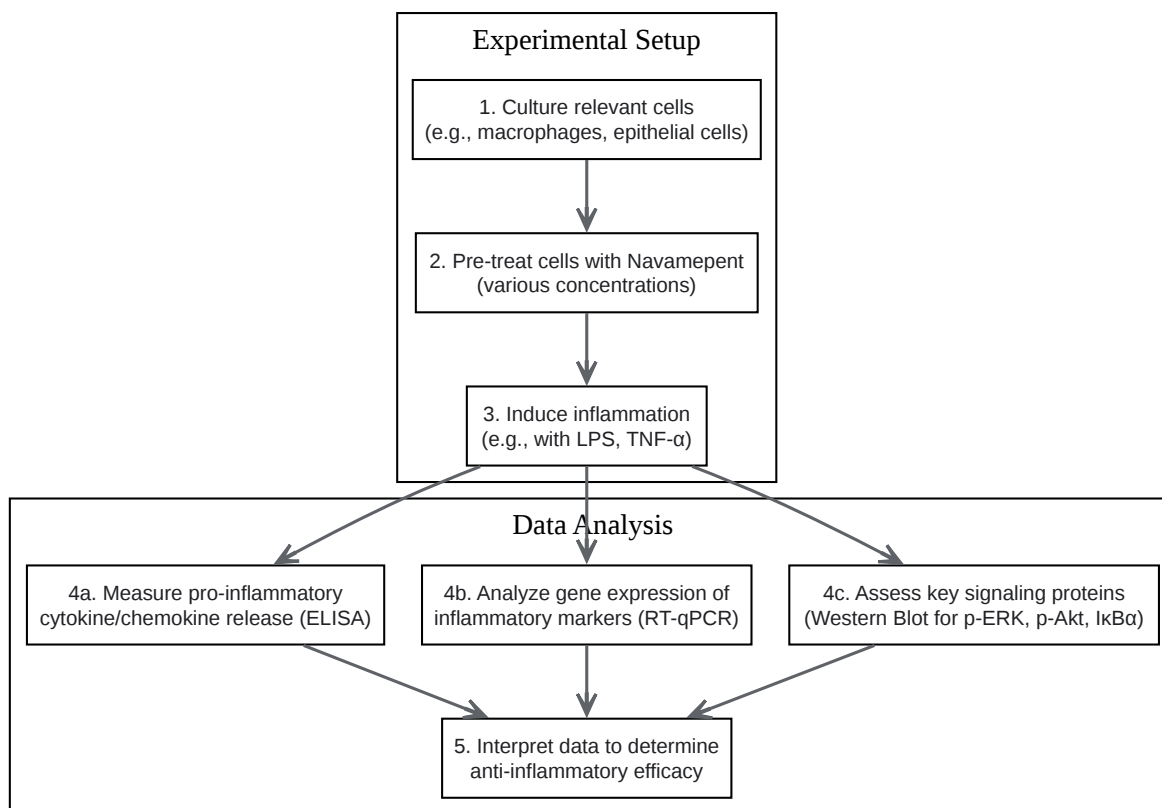 Experimental Setup
1. Culture relevant cells
(e.g., macrophages, epithelial cells)
2. Pre-treat cells with Navamepent
(various concentrations)
3. Induce inflammation
(e.g., with LPS, TNF-α)
Data Analysis
4a. Measure pro-inflammatory
cytokine/chemokine release (ELISA)
4b. Analyze gene expression of
inflammatory markers (RT-qPCR)
4c. Assess key signaling proteins
(Western Blot for p-ERK, p-Akt, IκBα)
5. Interpret data to determine
anti-inflammatory efficacy